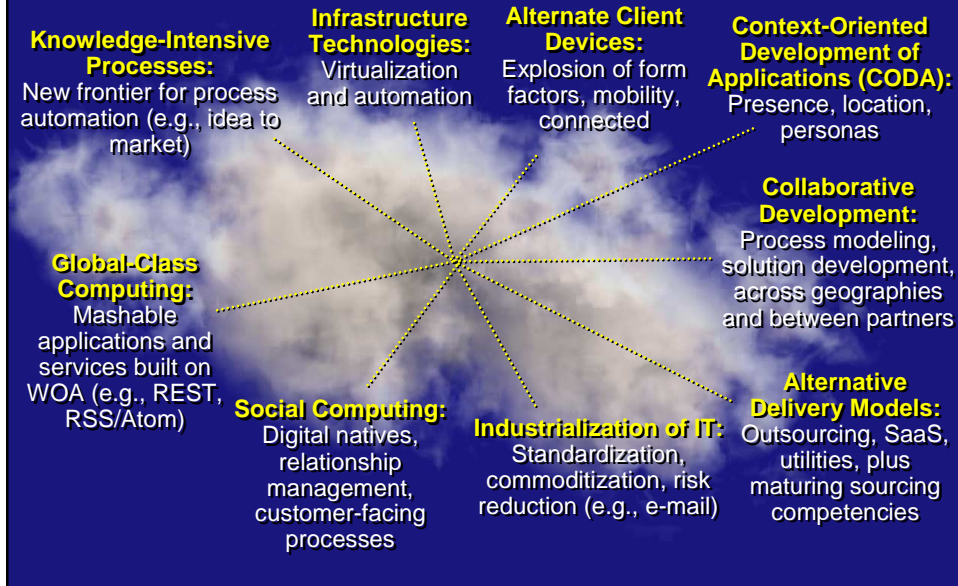 Knowledge-Intensive
Processes:
New frontier for process
automation (e.g., idea to
market)
Infrastructure
Technologies:
Virtualization
and automation
Alternate Client
Devices:
Explosion of form
factors, mobility,
connected
Context-Oriented
Development of
Applications (CODA):
Presence, location,
personas
Collaborative
Development:
Process modeling,
solution development,
across geographies
and between partners
Global-Class
Computing:
Mashable
applications and
services built on
WOA (e.g., REST,
RSS/Atom)
Social Computing:
Digital natives,
relationship
management,
customer-facing
processes
Industrialization of IT:
Standardization,
commoditization, risk
reduction (e.g., e-mail)
Alternative
Delivery Models:
Outsourcing, SaaS,
utilities, plus
maturing sourcing
competencies